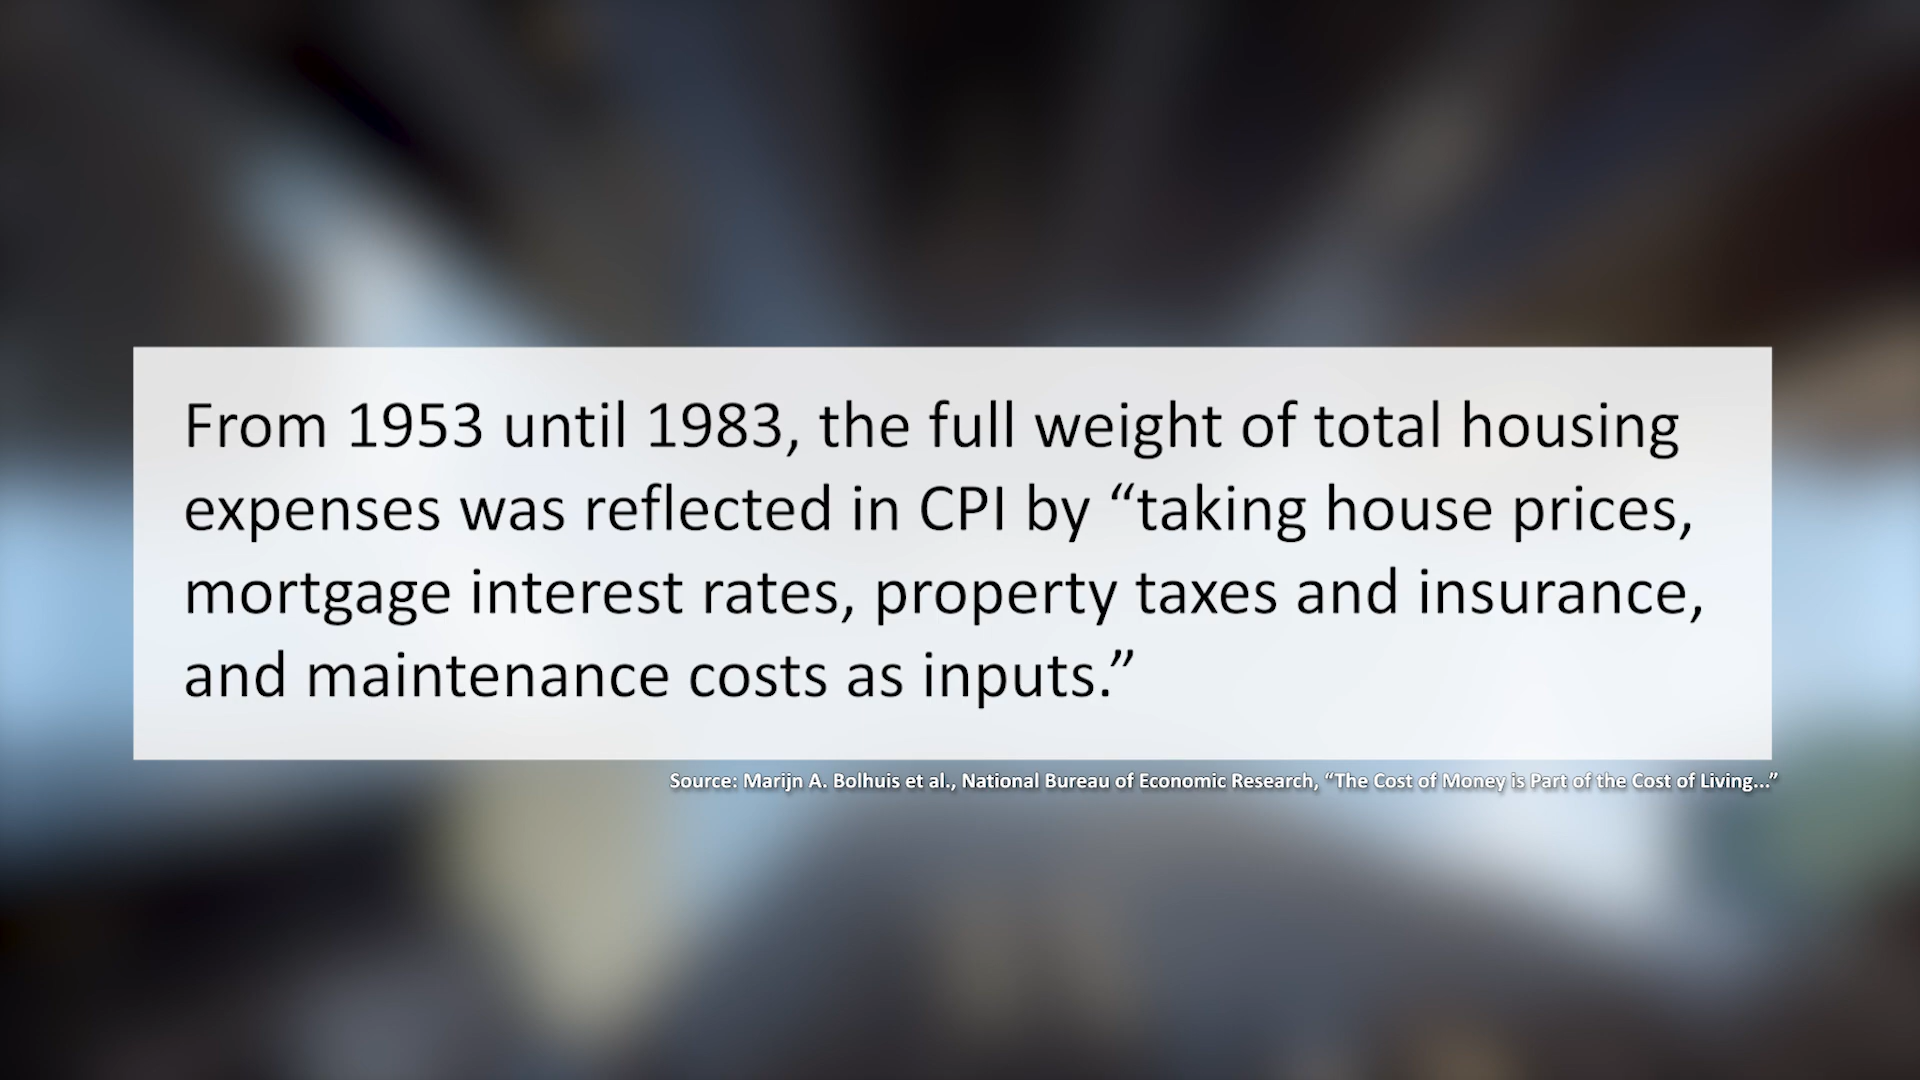 From 1953 until 1983, the full weight of total housing
expenses was reflected in CPI by “taking house prices,
mortgage interest rates, property taxes and insurance,
and maintenance costs as inputs.”
Source: Marijn A. Bolhuis et al., National Bureau of Economic Research, “The Cost of Money is Part of the Cost of Living...”